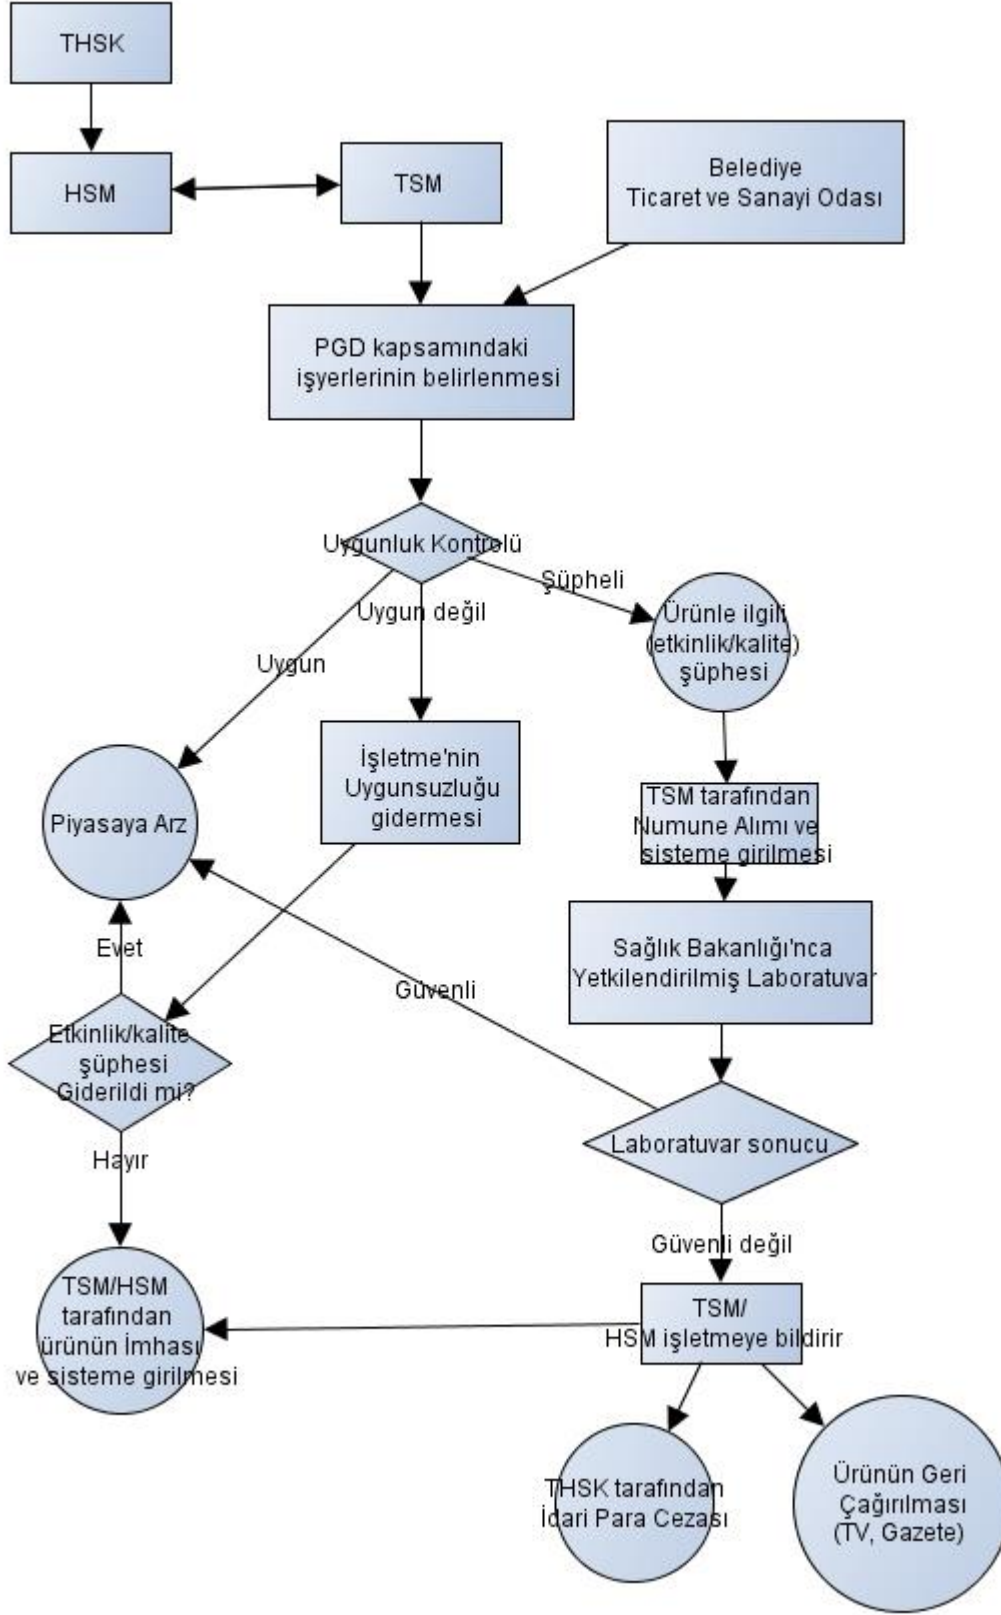 THSK
HSM
TSM
Belediye
Ticaret ve Sanayi Odası
PGD kapsamındaki
işyerlerinin belirlenmesi
Uygunluk Kontrolü
Şüpheli
Uygun değil
Uygun
Ürünle ilgili
(etkinlik/kalite)
şüphesi
İşletme'nin
Uygunsuzluğu
gidermesi
Piyasaya Arz
TSM tarafından
Numune Alımı ve
sisteme girilmesi
Sağlık Bakanlığı'nca
Yetkilendirilmiş Laboratuvar
Evet
Güvenli
Etkinlik/kalite
şüphesi
Giderildi mi?
Laboratuvar sonucu
Hayır
Güvenli değil
TSM/HSM
tarafından
ürünün İmhası
ve sisteme girilmesi
TSM/
HSM işletmeye bildirir
THSK tarafından
İdari Para Cezası
Ürünün Geri
Çağırılması
(TV, Gazete)